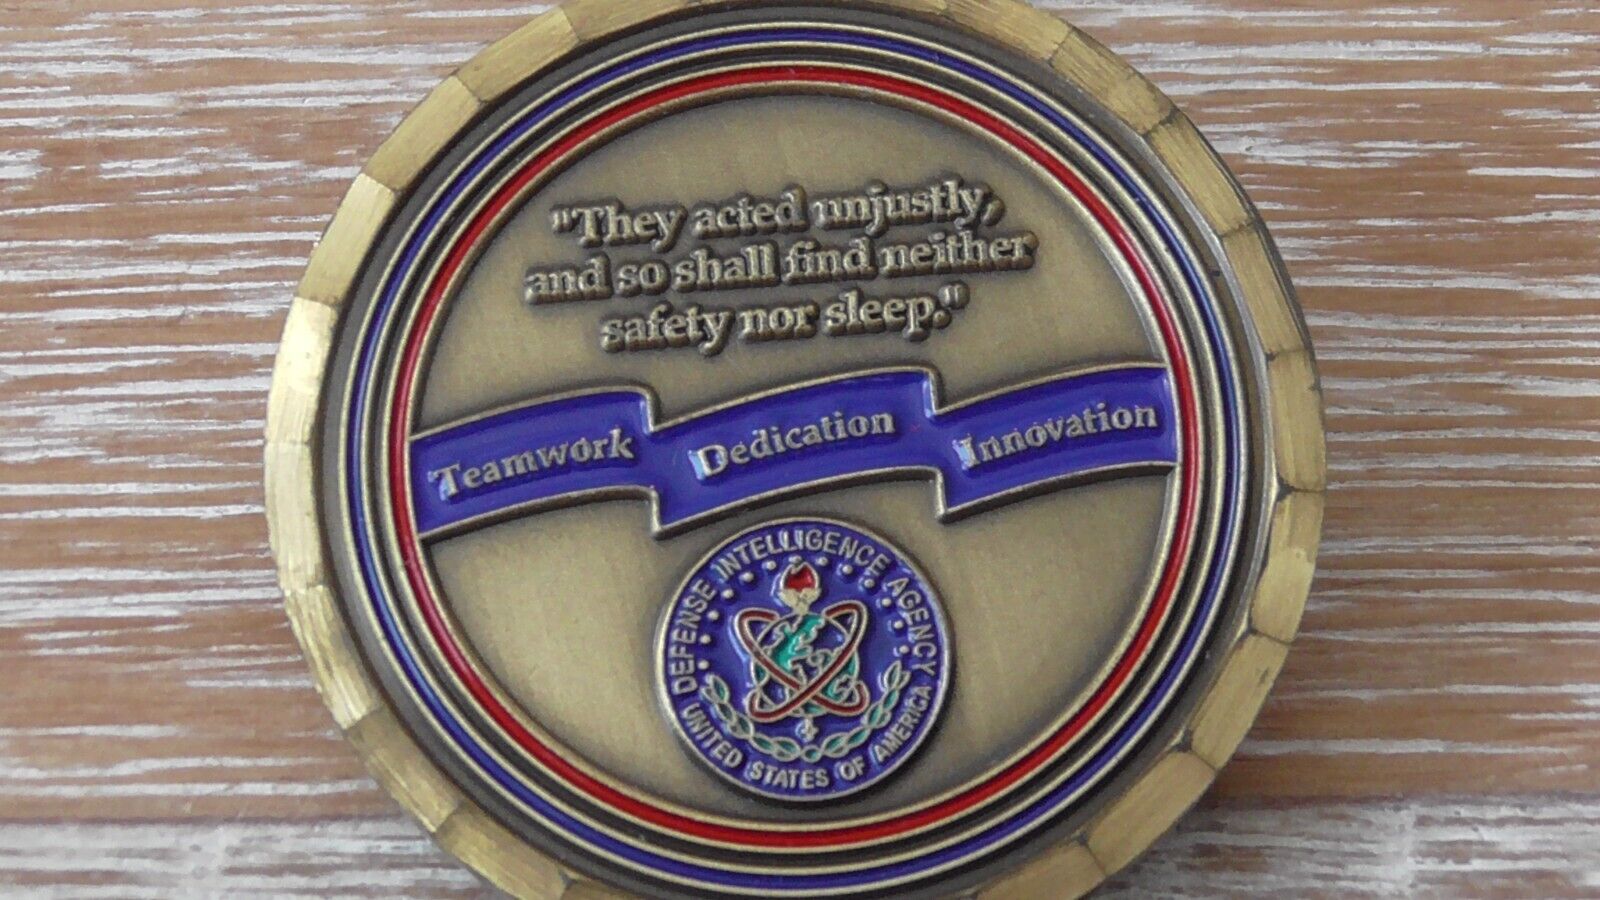 "They acted unjustly,
and so shall find neither
safety nor sleep."
Teamwork Dedication Innovation
DEFENSE INTELLIGENCE AGENCY
UNITED STATES OF AMERICA